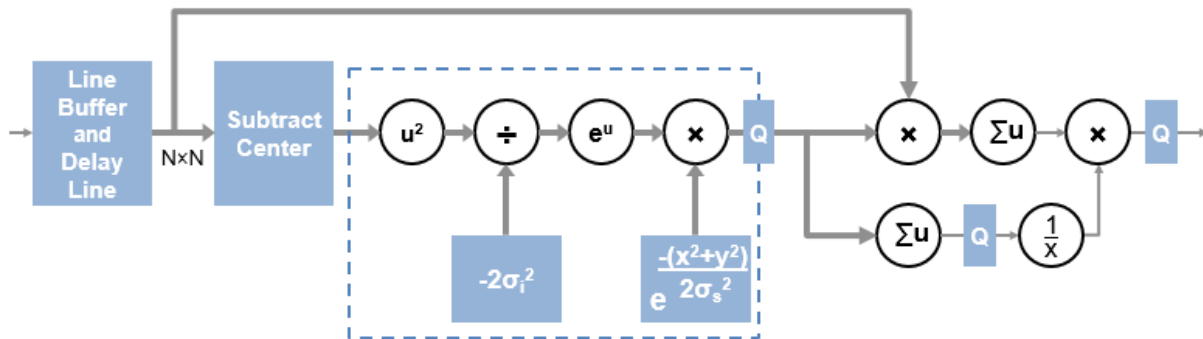 Line
Buffer
and
Delay
Line
N×N
Subtract
Center
u²
÷
eᵘ
×
Q
-2σᵢ²
e -(x²+y²)/2σₛ²
×
∑u
×
Q
∑u
Q
1/x